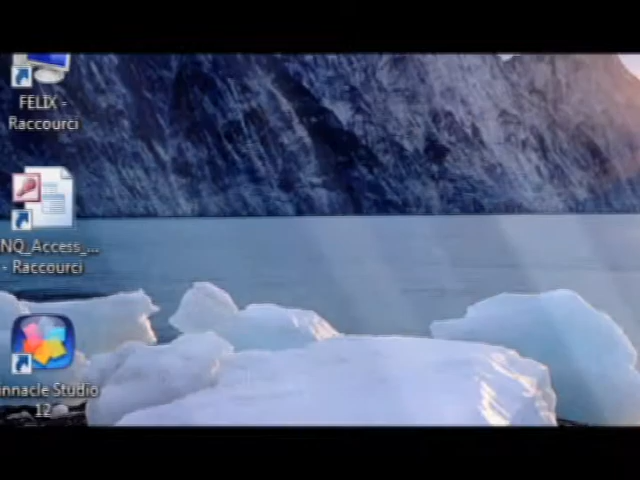 FELIX -
Raccourci
NQ_Access_...
- Raccourci
innacle Studio
12